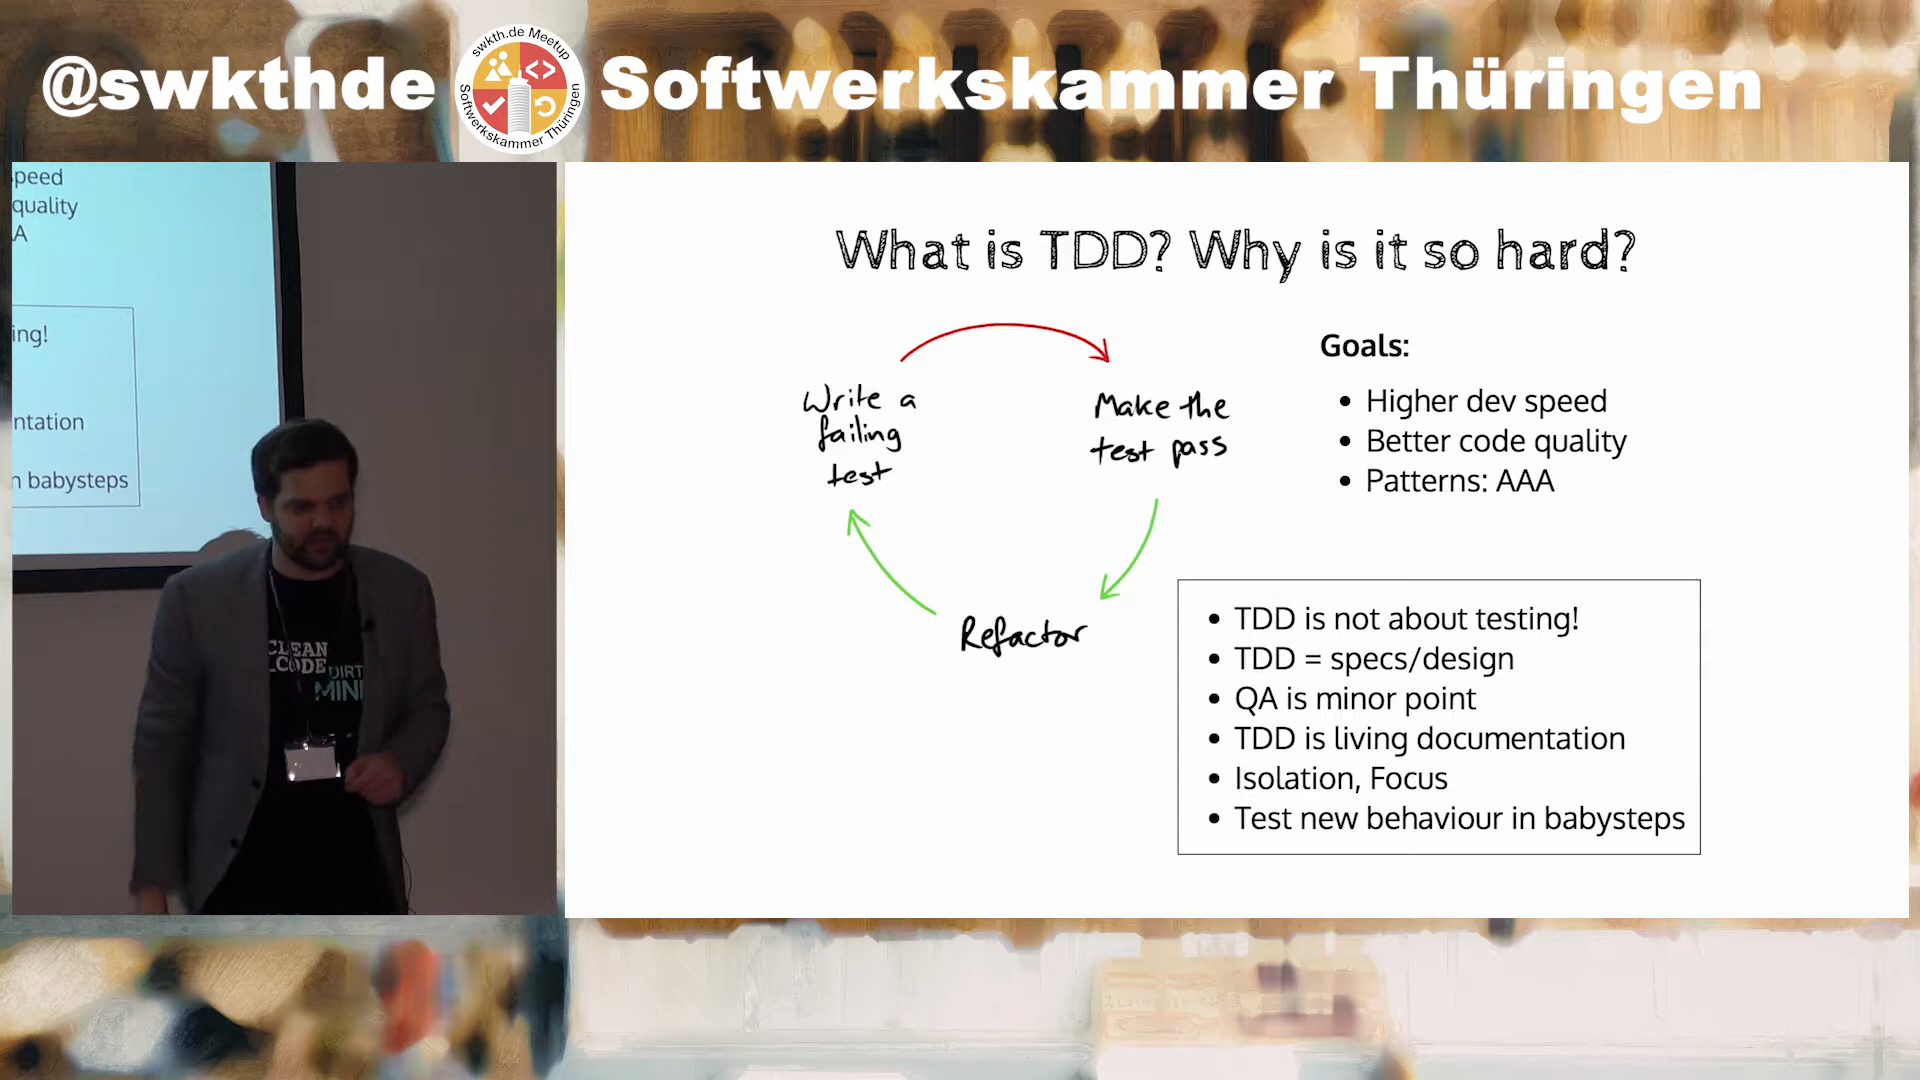 @swkthde
swkth.de Meetup
Softwerkskammer Thüringen
Softwerkskammer Thüringen
speed
quality
ing!
ntation
babysteps
CLEAN
CODE
What is TDD? Why is it so hard?
Write a
failing
test
Make the
test pass
Refactor
Goals:
• Higher dev speed
• Better code quality
• Patterns: AAA
• TDD is not about testing!
• TDD = specs/design
• QA is minor point
• TDD is living documentation
• Isolation, Focus
• Test new behaviour in babysteps